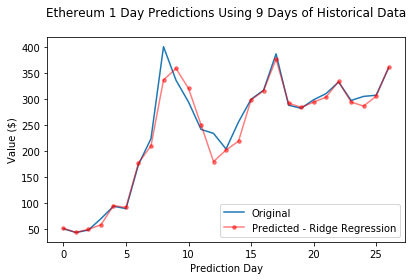 Ethereum 1 Day Predictions Using 9 Days of Historical Data
400
350
300
250
200
150
100
50
Value ($)
0 5 10 15 20 25
Prediction Day
Original
Predicted - Ridge Regression